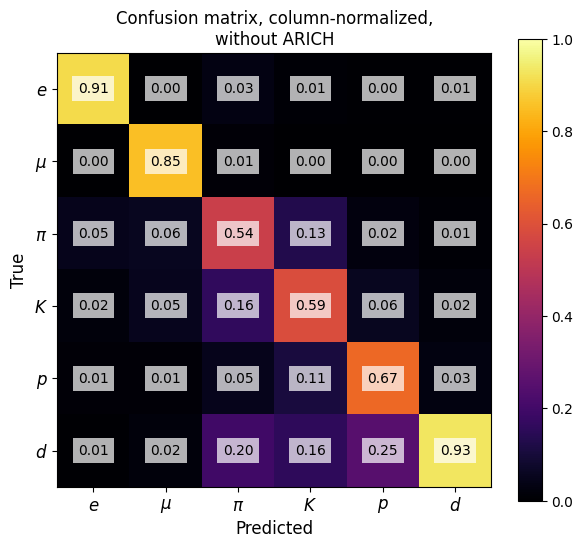 Confusion matrix, column-normalized,
without ARICH
1.0
e 0.91 0.00 0.03 0.01 0.00 0.01
μ 0.00 0.85 0.01 0.00 0.00 0.00
0.8
π 0.05 0.06 0.54 0.13 0.02 0.01
0.6
True
K 0.02 0.05 0.16 0.59 0.06 0.02
0.4
p 0.01 0.01 0.05 0.11 0.67 0.03
0.2
d 0.01 0.02 0.20 0.16 0.25 0.93
0.0
e μ π K p d
Predicted